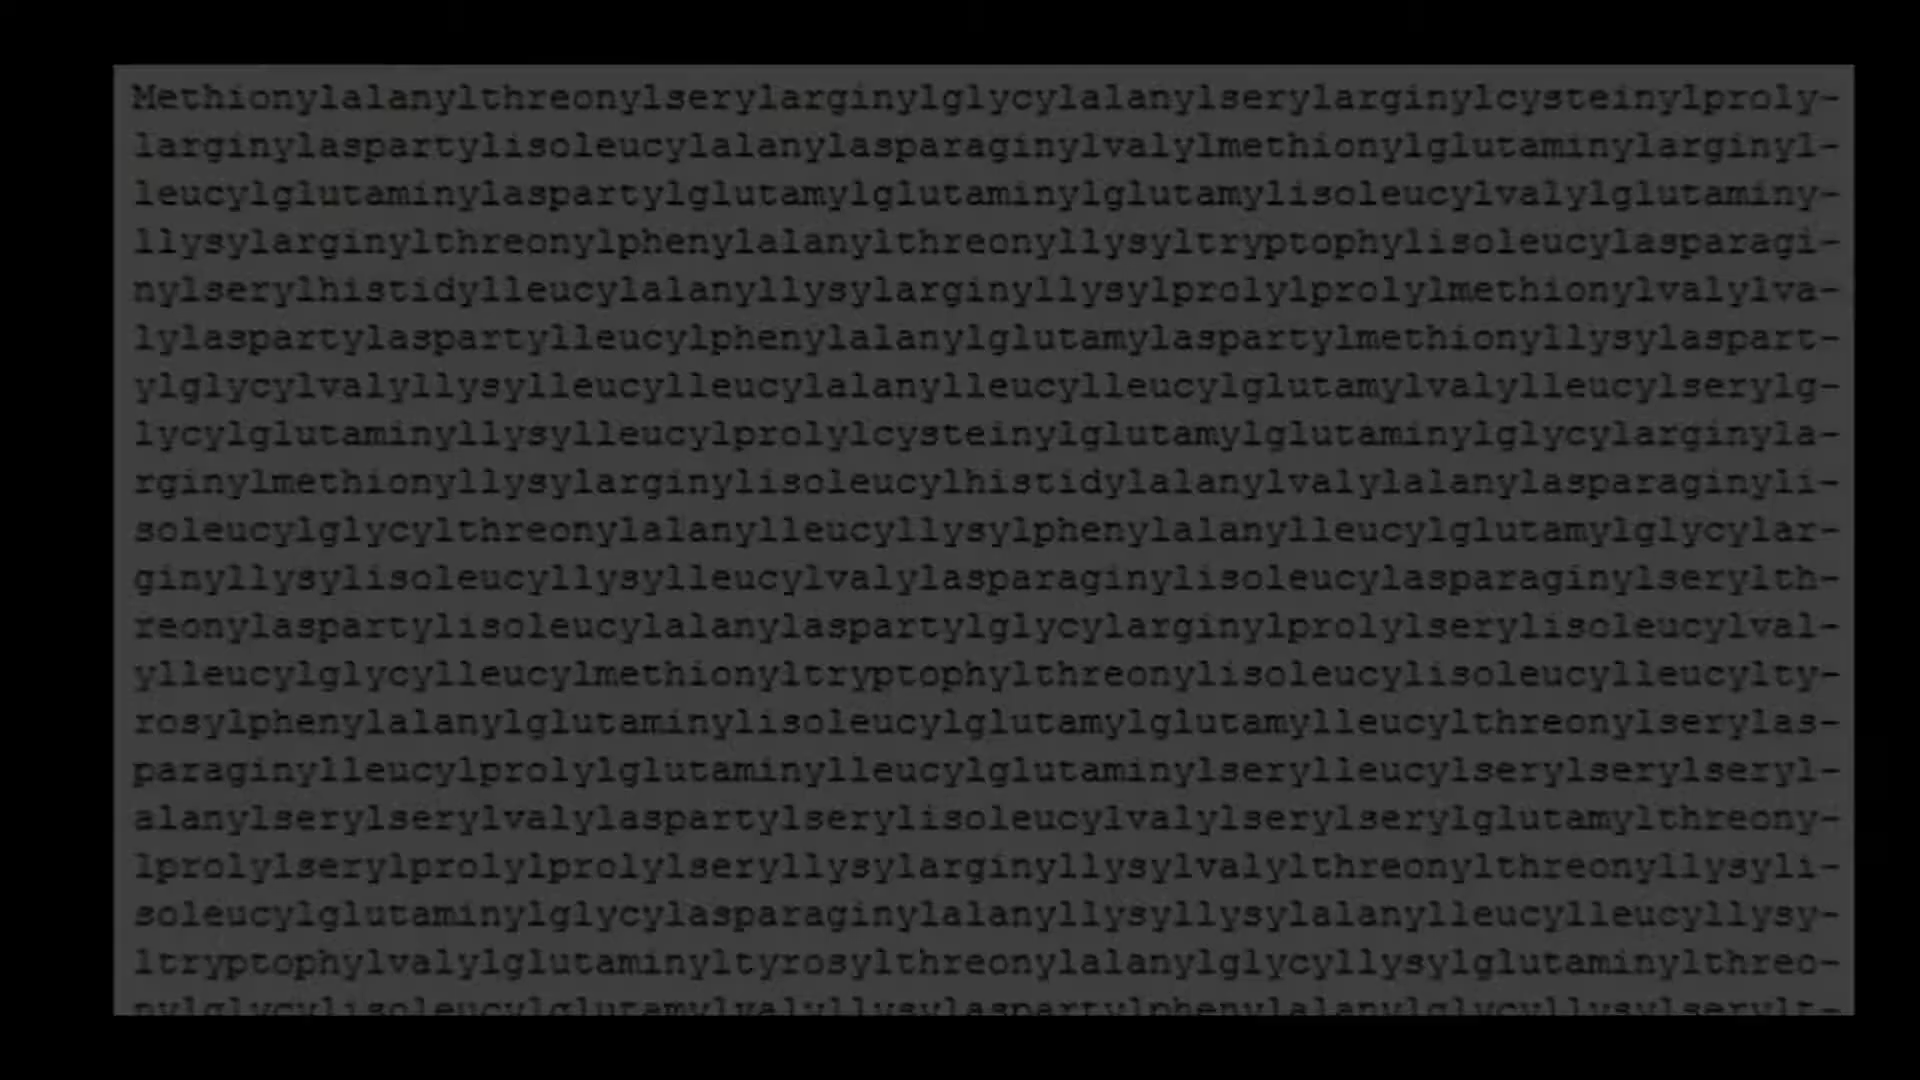 Methionylalanylthreonylserylarginylglycylalanylserylarginylcysteinylproly-
larginylaspartylisoleucylalanylasparaginylvalylmethionylglutaminylarginyl-
leucylglutaminylaspartylglutamylglutaminylglutamylisoleucylvalylglutaminy-
llysylarginylthreonylphenylalanylthreonyllysyltryptophylisoleucylasparagi-
nylserylhistidylleucylalanyllysylarginyllysylprolylprolylmethionylvalylva-
lylaspartylaspartylleucylphenylalanylglutamylaspartylmethionyllysylaspart-
ylglycylvalyllysylleucylleucylalanylleucylleucylglutamylvalylleucylserylg-
lycylglutaminyllysylleucylprolylcysteinylglutamylglutaminylglycylarginyla-
rginylmethionyllysylarginylisoleucylhistidylalanylvalylalanylasparaginyli-
soleucylglycylthreonylalanylleucyllysylphenylalanylleucylglutamylglycylar-
ginyllysylisoleucyllysylleucylvalylasparaginylisoleucylasparaginylserylth-
reonylaspartylisoleucylalanylaspartylglycylarginylprolylserylisoleucylval-
ylleucylglycylleucylmethionyltryptophylthreonylisoleucylisoleucylleucylty-
rosylphenylalanylglutaminylisoleucylglutamylglutamylleucylthreonylserylas-
paraginylleucylprolylglutaminylleucylglutaminylserylleucylserylserylseryl-
alanylserylserylvalylaspartylserylisoleucylvalylserylserylglutamylthreony-
lprolylserylprolylprolylseryllysylarginyllysylvalylthreonylthreonyllysyli-
soleucylglutaminylglycylasparaginylalanyllysyllysylalanylleucylleucyllysy-
ltryptophylvalylglutaminyltyrosylthreonylalanylglycyllysylglutaminylthreo-
nylglycylisoleucylglutamylvalyllysylaspartylphenylalanylglycyllysylserylt-